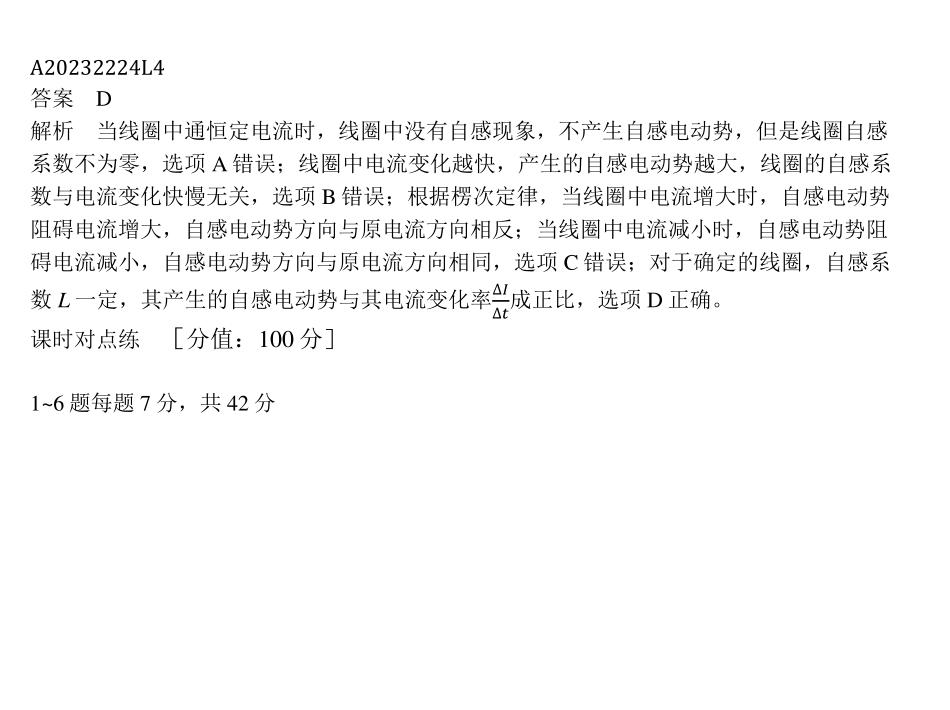 A20232224L4
答案　D
解析　当线圈中通恒定电流时，线圈中没有自感现象，不产生自感电动势，但是线圈自感
系数不为零，选项 A 错误；线圈中电流变化越快，产生的自感电动势越大，线圈的自感系
数与电流变化快慢无关，选项 B 错误；根据楞次定律，当线圈中电流增大时，自感电动势
阻碍电流增大，自感电动势方向与原电流方向相反；当线圈中电流减小时，自感电动势阻
碍电流减小，自感电动势方向与原电流方向相同，选项 C 错误；对于确定的线圈，自感系
数 L 一定，其产生的自感电动势与其电流变化率ΔI/Δt成正比，选项 D 正确。
课时对点练　［分值：100 分］
1~6 题每题 7 分，共 42 分